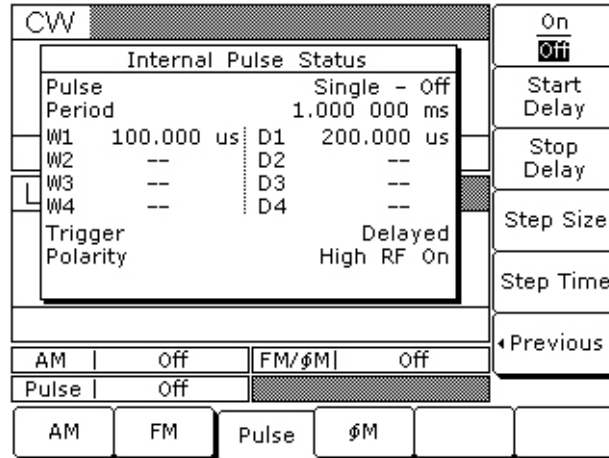 CW
Internal Pulse Status
Pulse Single – Off
Period 1.000 000 ms
W1 100.000 us D1 200.000 us
W2 -- D2 --
W3 -- D3 --
W4 -- D4 --
Trigger Delayed
Polarity High RF On
L
AM | Off FM/ϕM| Off
Pulse | Off
On
Off
Start
Delay
Stop
Delay
Step Size
Step Time
Previous
AM FM Pulse ϕM